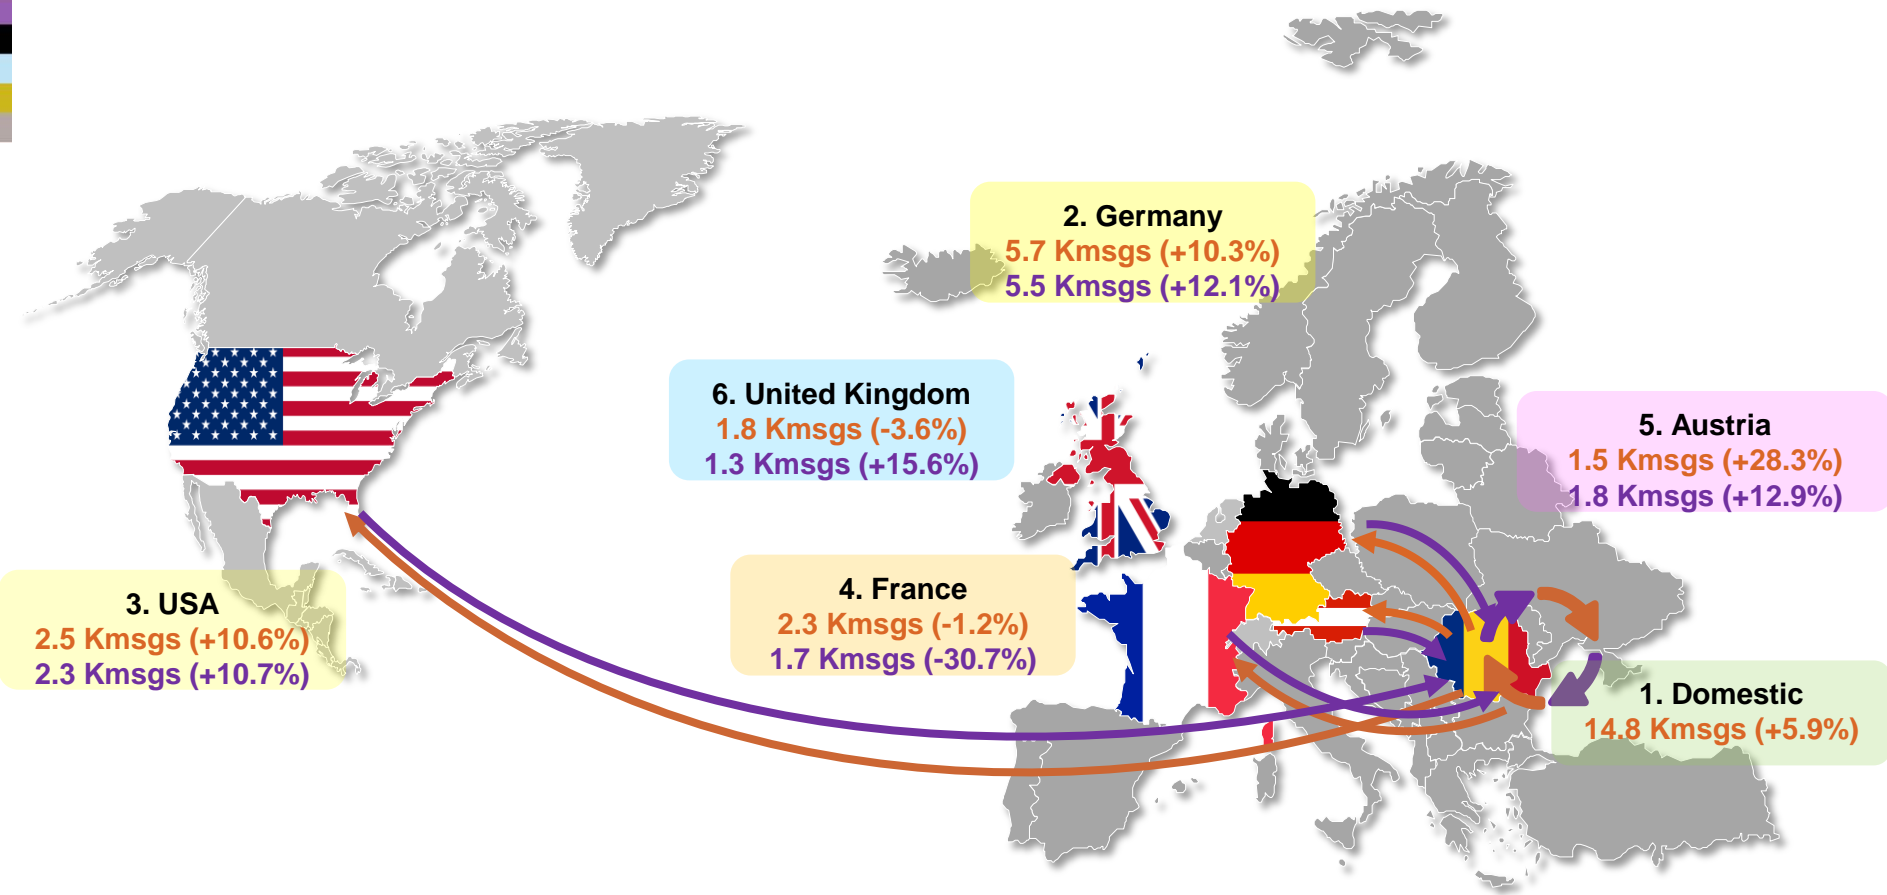 2. Germany
5.7 Kmsgs (+10.3%)
5.5 Kmsgs (+12.1%)
6. United Kingdom
1.8 Kmsgs (-3.6%)
1.3 Kmsgs (+15.6%)
5. Austria
1.5 Kmsgs (+28.3%)
1.8 Kmsgs (+12.9%)
3. USA
2.5 Kmsgs (+10.6%)
2.3 Kmsgs (+10.7%)
4. France
2.3 Kmsgs (-1.2%)
1.7 Kmsgs (-30.7%)
1. Domestic
14.8 Kmsgs (+5.9%)